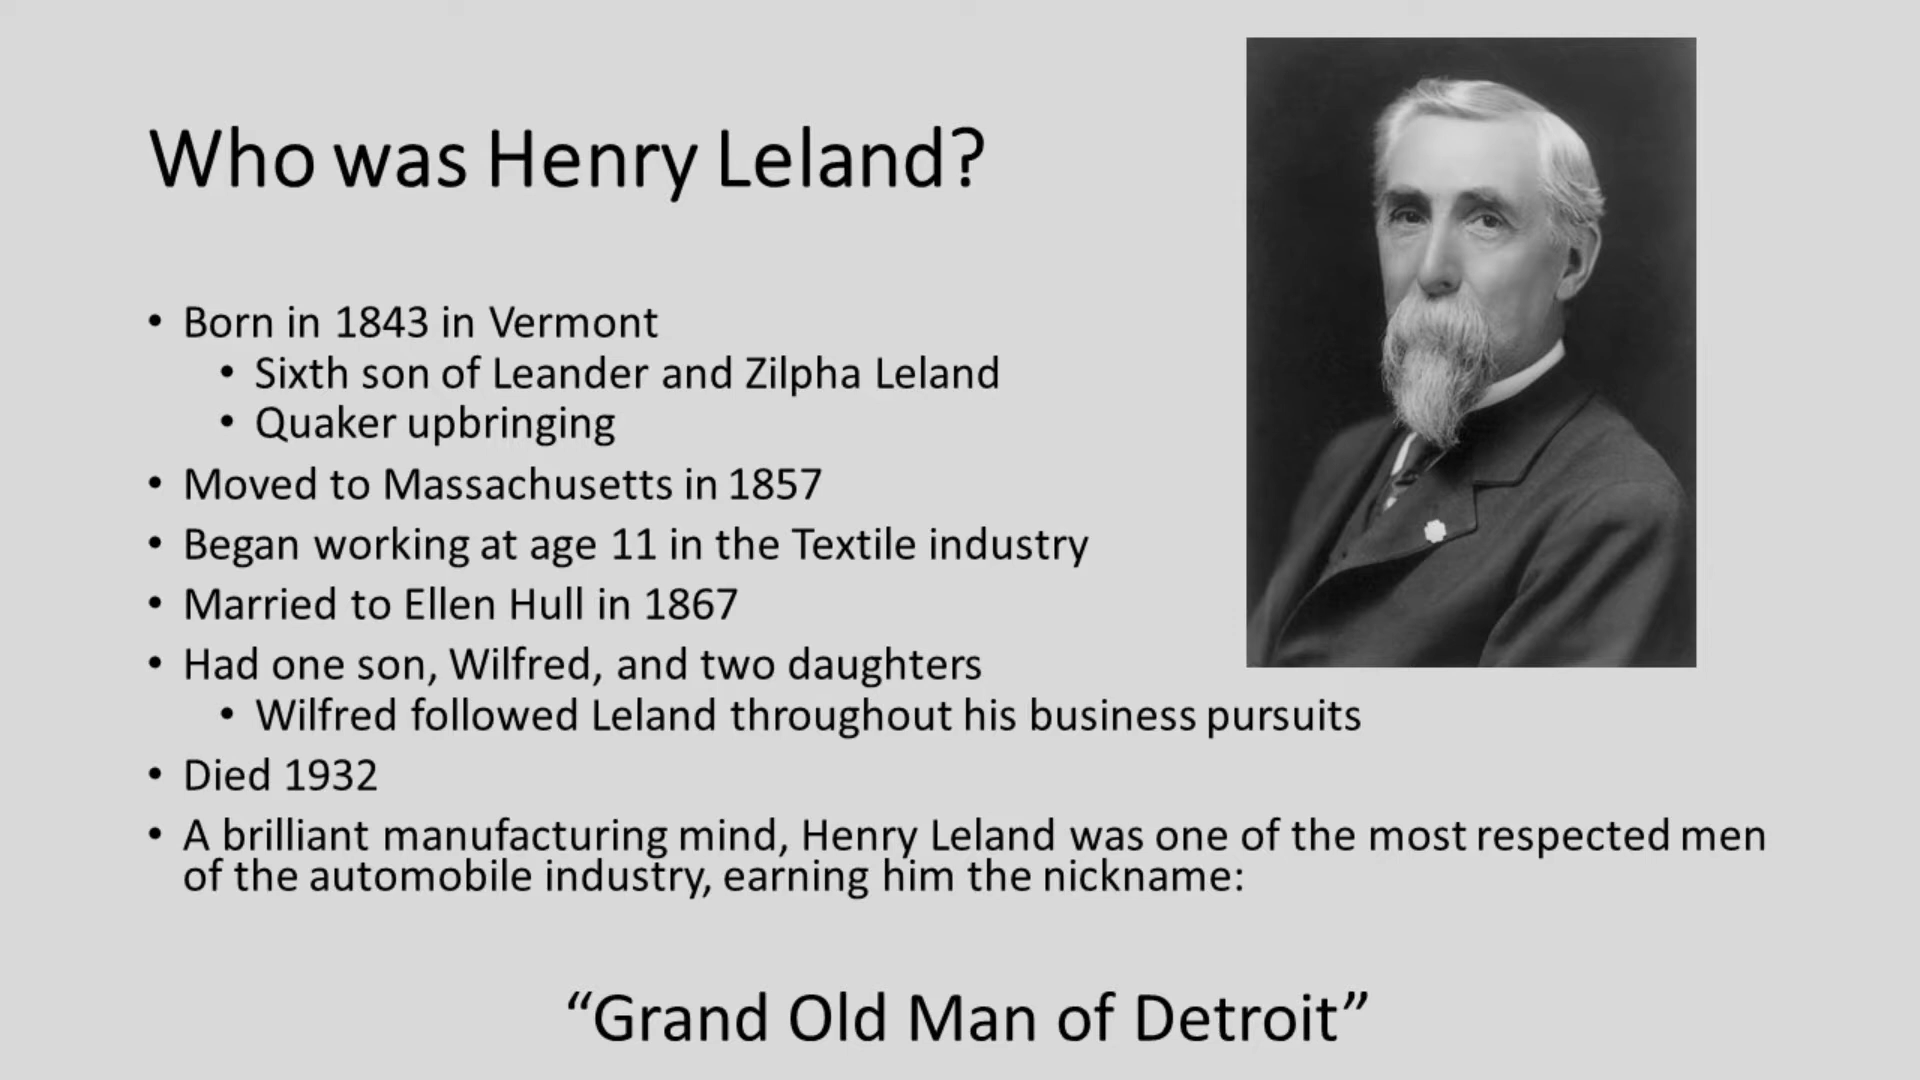 Who was Henry Leland?
• Born in 1843 in Vermont
• Sixth son of Leander and Zilpha Leland
• Quaker upbringing
• Moved to Massachusetts in 1857
• Began working at age 11 in the Textile industry
• Married to Ellen Hull in 1867
• Had one son, Wilfred, and two daughters
• Wilfred followed Leland throughout his business pursuits
• Died 1932
• A brilliant manufacturing mind, Henry Leland was one of the most respected men
of the automobile industry, earning him the nickname:
“Grand Old Man of Detroit”